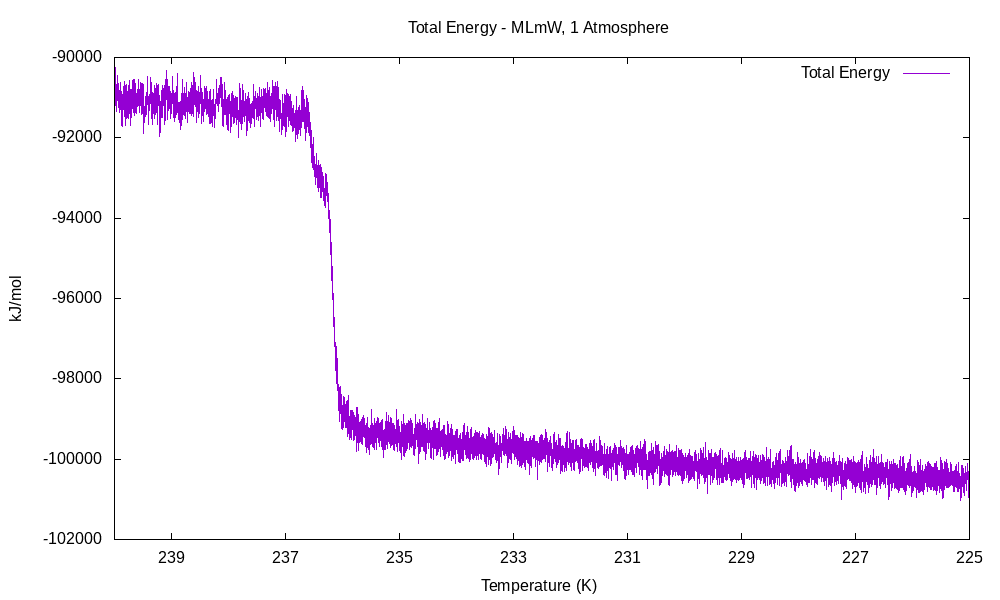 Total Energy - MLmW, 1 Atmosphere
-90000
Total Energy
-92000
-94000
kJ/mol
-96000
-98000
-100000
-102000
239 237 235 233 231 229 227 225
Temperature (K)